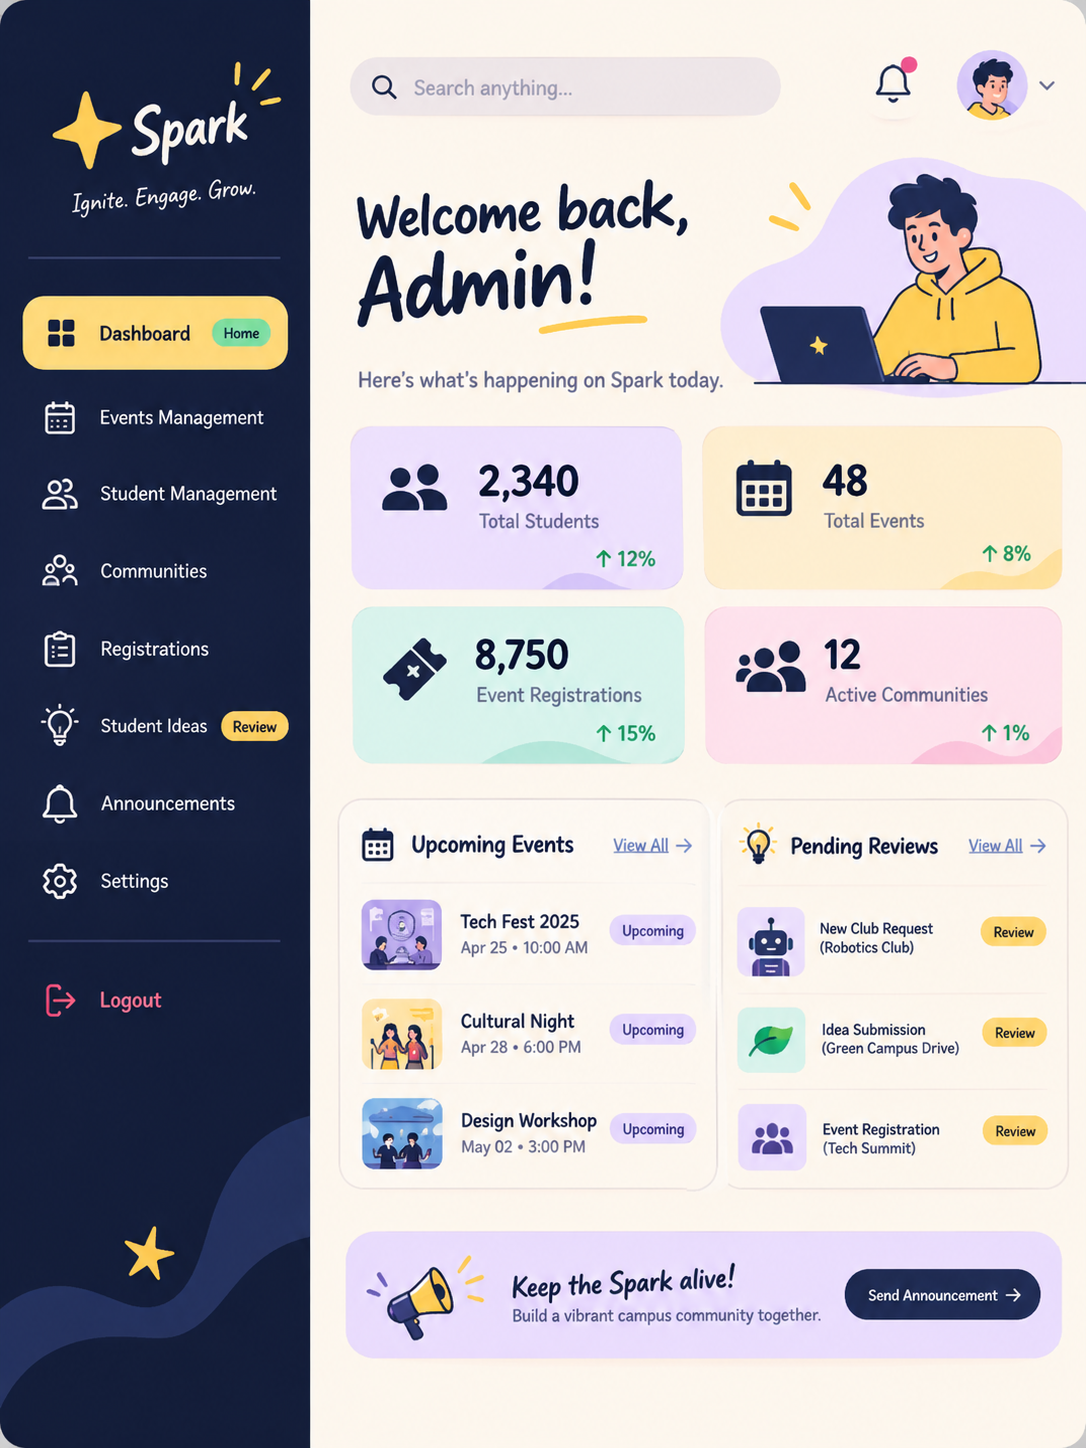 Spark
Ignite. Engage. Grow.
Dashboard Home
Events Management
Student Management
Communities
Registrations
Student Ideas Review
Announcements
Settings
Logout
Search anything...
Welcome back,
Admin!
Here's what's happening on Spark today.
2,340
Total Students
↑ 12%
48
Total Events
↑ 8%
8,750
Event Registrations
↑ 15%
12
Active Communities
↑ 1%
Upcoming Events View All →
Tech Fest 2025
Apr 25 • 10:00 AM
Upcoming
Cultural Night
Apr 28 • 6:00 PM
Upcoming
Design Workshop
May 02 • 3:00 PM
Upcoming
Pending Reviews View All →
New Club Request
(Robotics Club)
Review
Idea Submission
(Green Campus Drive)
Review
Event Registration
(Tech Summit)
Review
Keep the Spark alive!
Build a vibrant campus community together.
Send Announcement →